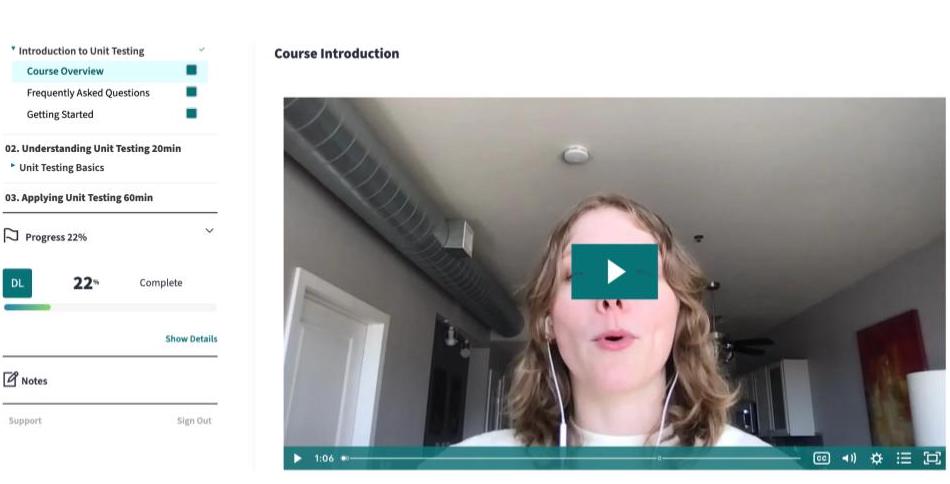 Introduction to Unit Testing
Course Overview
Frequently Asked Questions
Getting Started
02. Understanding Unit Testing 20min
Unit Testing Basics
03. Applying Unit Testing 60min
Progress 22%
DL 22% Complete
Show Details
Notes
Support Sign Out
Course Introduction
1:06 CC